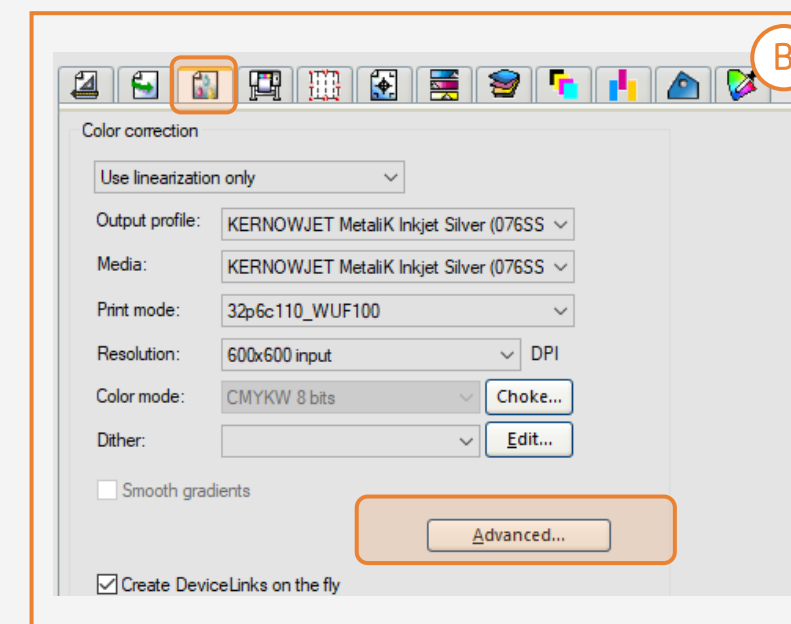 B
Color correction
Use linearization only
Output profile: KERNOWJET MetaliK Inkjet Silver (076SS
Media: KERNOWJET MetaliK Inkjet Silver (076SS
Print mode: 32p6c110_WUF100
Resolution: 600x600 input DPI
Color mode: CMYKW 8 bits Choke...
Dither: Edit...
Smooth gradients
Advanced...
Create DeviceLinks on the fly